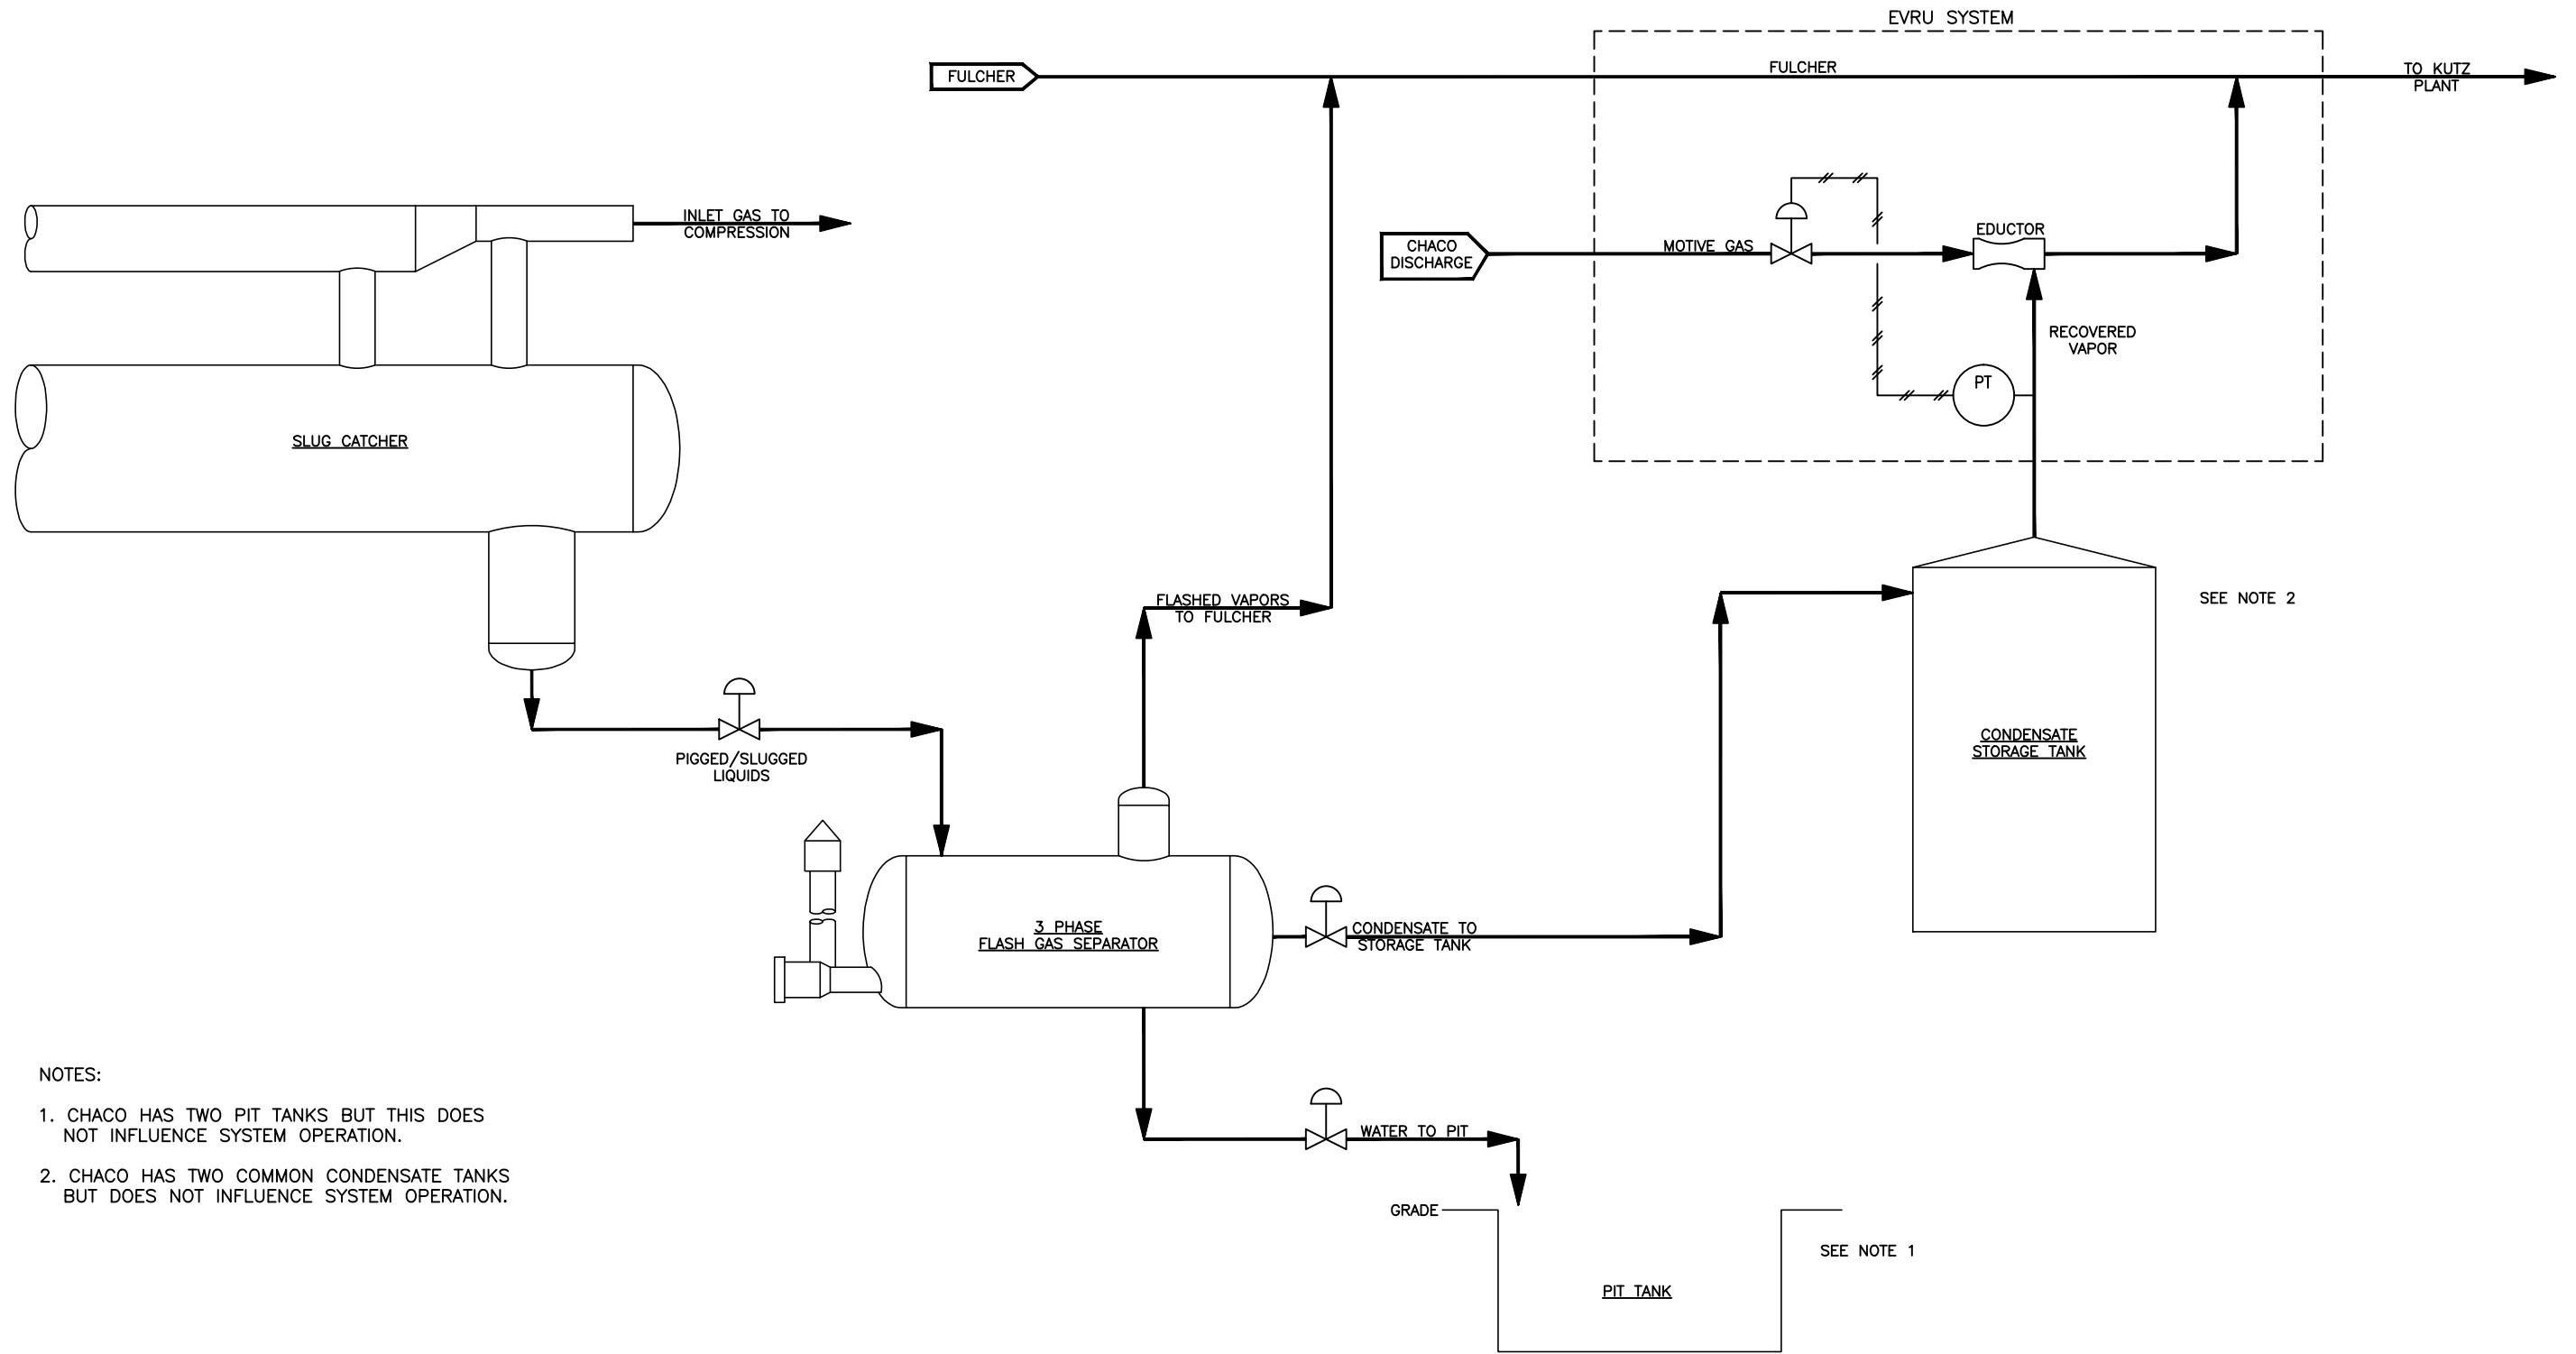 EVRU SYSTEM
FULCHER
FULCHER
TO KUTZ
PLANT
INLET GAS TO
COMPRESSION
CHACO
DISCHARGE
MOTIVE GAS
EDUCTOR
RECOVERED
VAPOR
PT
SLUG CATCHER
FLASHED VAPORS
TO FULCHER
SEE NOTE 2
CONDENSATE
STORAGE TANK
PIGGED/SLUGGED
LIQUIDS
3 PHASE
FLASH GAS SEPARATOR
CONDENSATE TO
STORAGE TANK
NOTES:
1. CHACO HAS TWO PIT TANKS BUT THIS DOES
NOT INFLUENCE SYSTEM OPERATION.
2. CHACO HAS TWO COMMON CONDENSATE TANKS
BUT DOES NOT INFLUENCE SYSTEM OPERATION.
WATER TO PIT
GRADE
SEE NOTE 1
PIT TANK